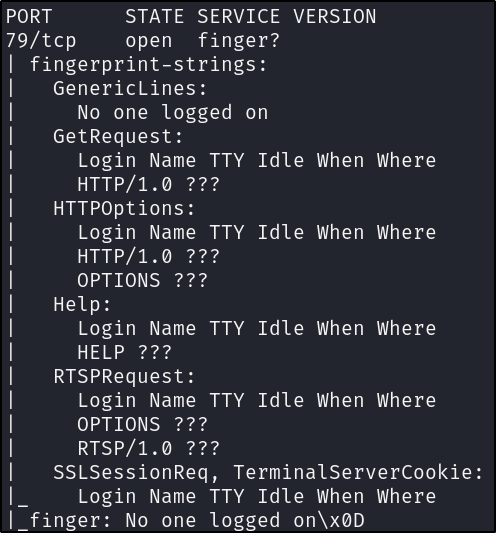 PORT      STATE SERVICE VERSION
79/tcp    open  finger?
| fingerprint-strings:
|   GenericLines:
|     No one logged on
|   GetRequest:
|     Login Name TTY Idle When Where
|     HTTP/1.0 ???
|   HTTPOptions:
|     Login Name TTY Idle When Where
|     HTTP/1.0 ???
|     OPTIONS ???
|   Help:
|     Login Name TTY Idle When Where
|     HELP ???
|   RTSPRequest:
|     Login Name TTY Idle When Where
|     OPTIONS ???
|     RTSP/1.0 ???
|   SSLSessionReq, TerminalServerCookie:
|_    Login Name TTY Idle When Where
|_finger: No one logged on\x0D